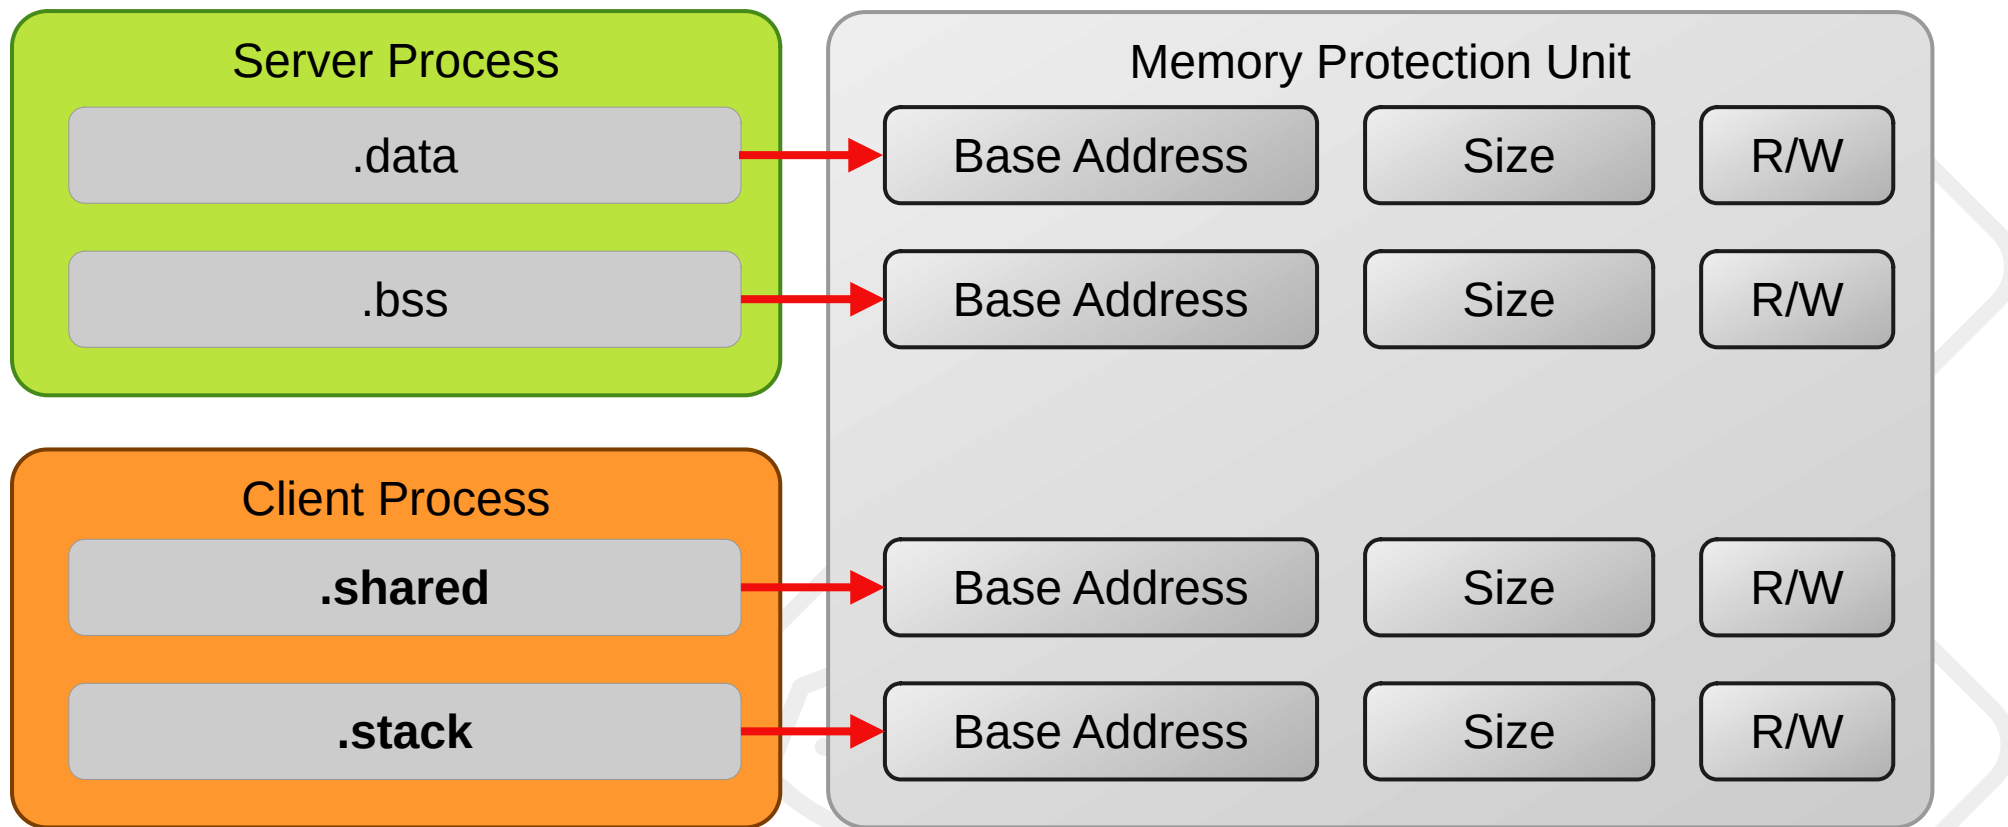 Server Process
.data
.bss
Client Process
.shared
.stack
Memory Protection Unit
Base Address Size R/W
Base Address Size R/W
Base Address Size R/W
Base Address Size R/W